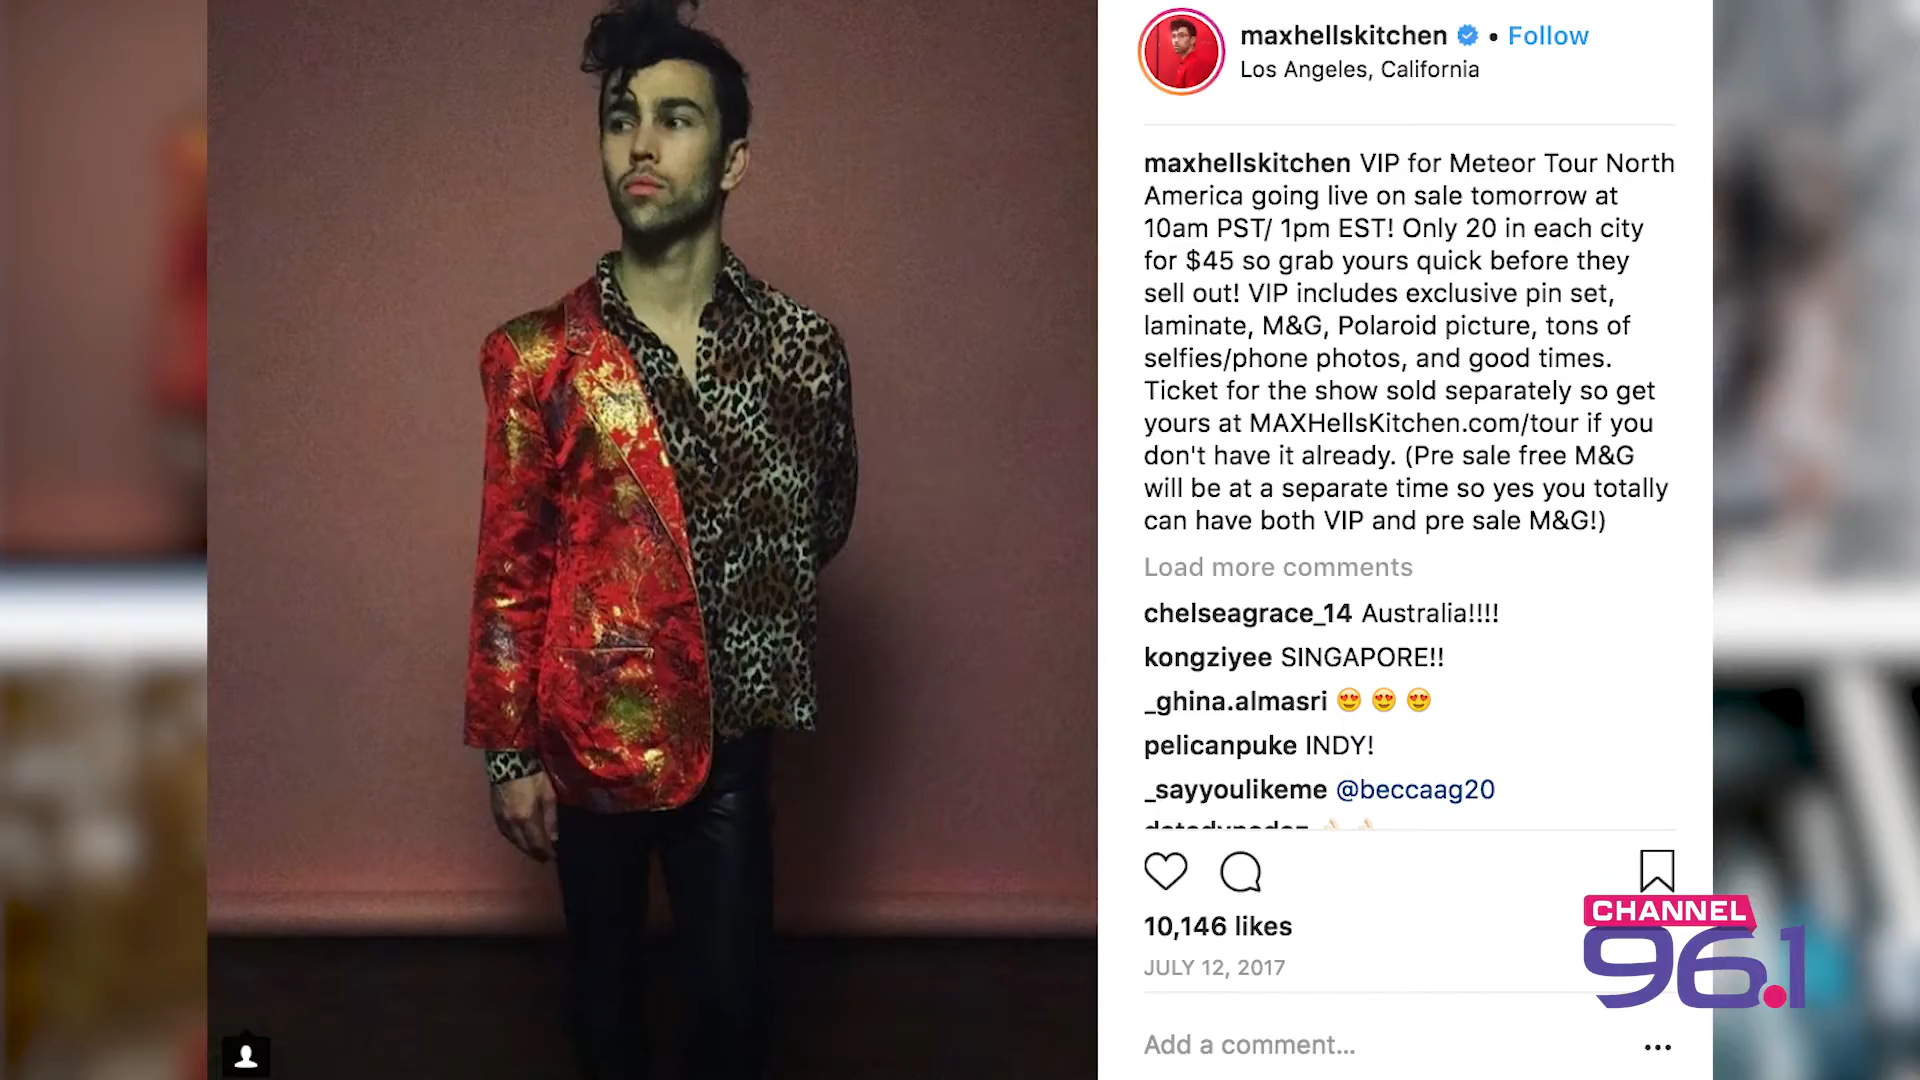 maxhellskitchen • Follow
Los Angeles, California
maxhellskitchen VIP for Meteor Tour North
America going live on sale tomorrow at
10am PST/ 1pm EST! Only 20 in each city
for $45 so grab yours quick before they
sell out! VIP includes exclusive pin set,
laminate, M&G, Polaroid picture, tons of
selfies/phone photos, and good times.
Ticket for the show sold separately so get
yours at MAXHellsKitchen.com/tour if you
don't have it already. (Pre sale free M&G
will be at a separate time so yes you totally
can have both VIP and pre sale M&G!)
Load more comments
chelseagrace_14 Australia!!!!
kongziyee SINGAPORE!!
_ghina.almasri 😍 😍 😍
pelicanpuke INDY!
_sayyoulikeme @beccaag20
10,146 likes
JULY 12, 2017
Add a comment...
CHANNEL
96.1